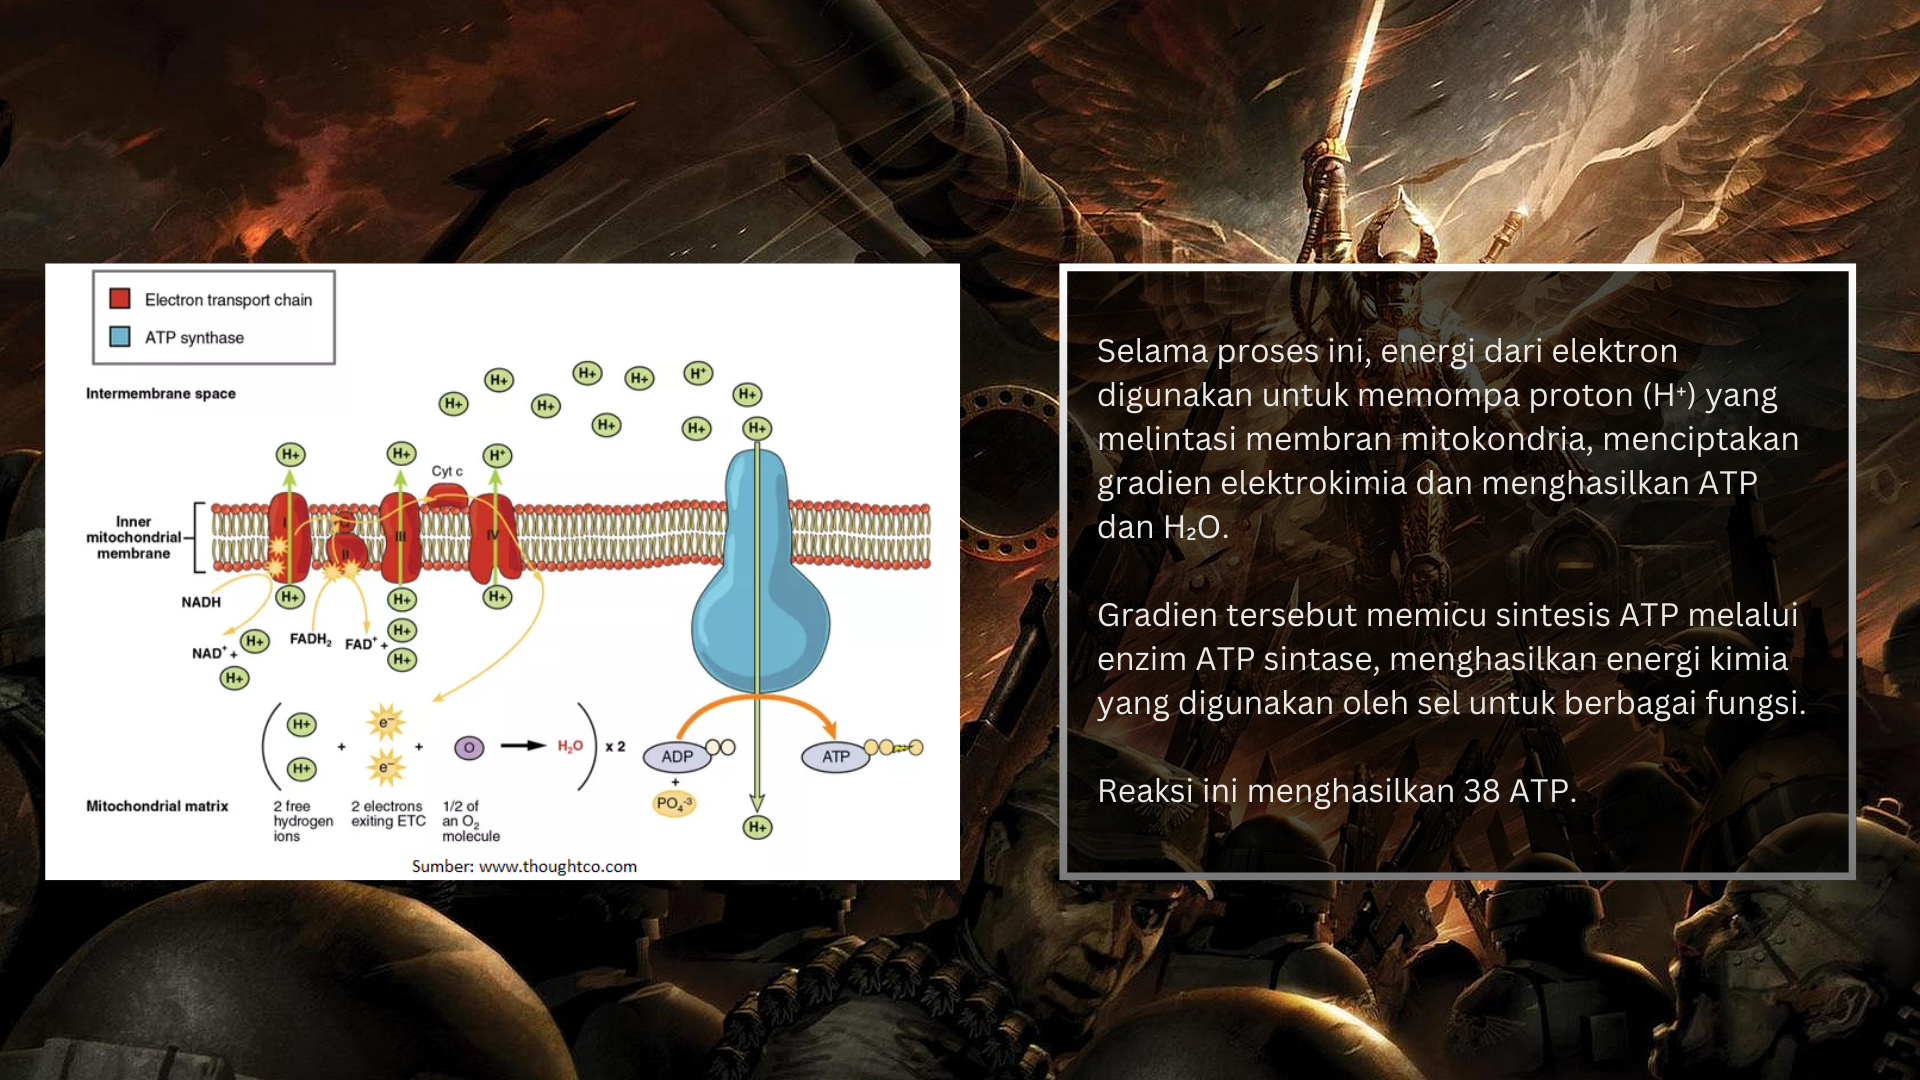 Electron transport chain
ATP synthase
Intermembrane space
H+ H+ H+ H+ H+ H+ H+ H+ H+
H+
H+ H+ H+
Cyt c
Inner
mitochondrial
membrane
I Q II III IV
NADH
H+ H+ H+
H+
H+
NAD+ + H+
H+
FADH₂ FAD+ +
H+ e⁻
+ + O → H₂O x 2
H+ e⁻
ADP
+
PO₄⁻³
ATP
H+
Mitochondrial matrix
2 free
hydrogen
ions
2 electrons
exiting ETC
1/2 of
an O₂
molecule
Sumber: www.thoughtco.com
Selama proses ini, energi dari elektron
digunakan untuk memompa proton (H⁺) yang
melintasi membran mitokondria, menciptakan
gradien elektrokimia dan menghasilkan ATP
dan H₂O.
Gradien tersebut memicu sintesis ATP melalui
enzim ATP sintase, menghasilkan energi kimia
yang digunakan oleh sel untuk berbagai fungsi.
Reaksi ini menghasilkan 38 ATP.